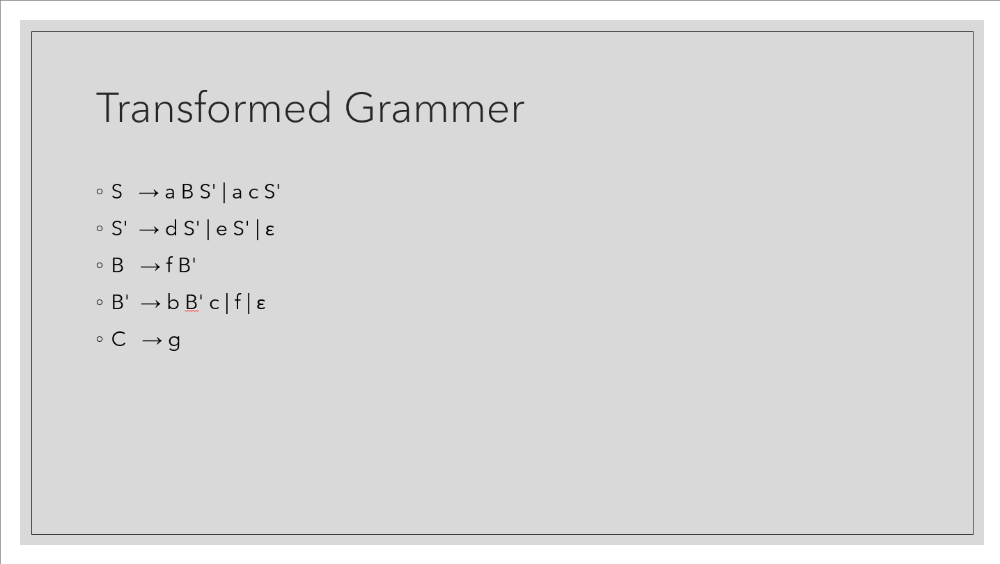 Transformed Grammer
◦ S → a B S' | a c S'
◦ S' → d S' | e S' | ε
◦ B → f B'
◦ B' → b B' c | f | ε
◦ C → g